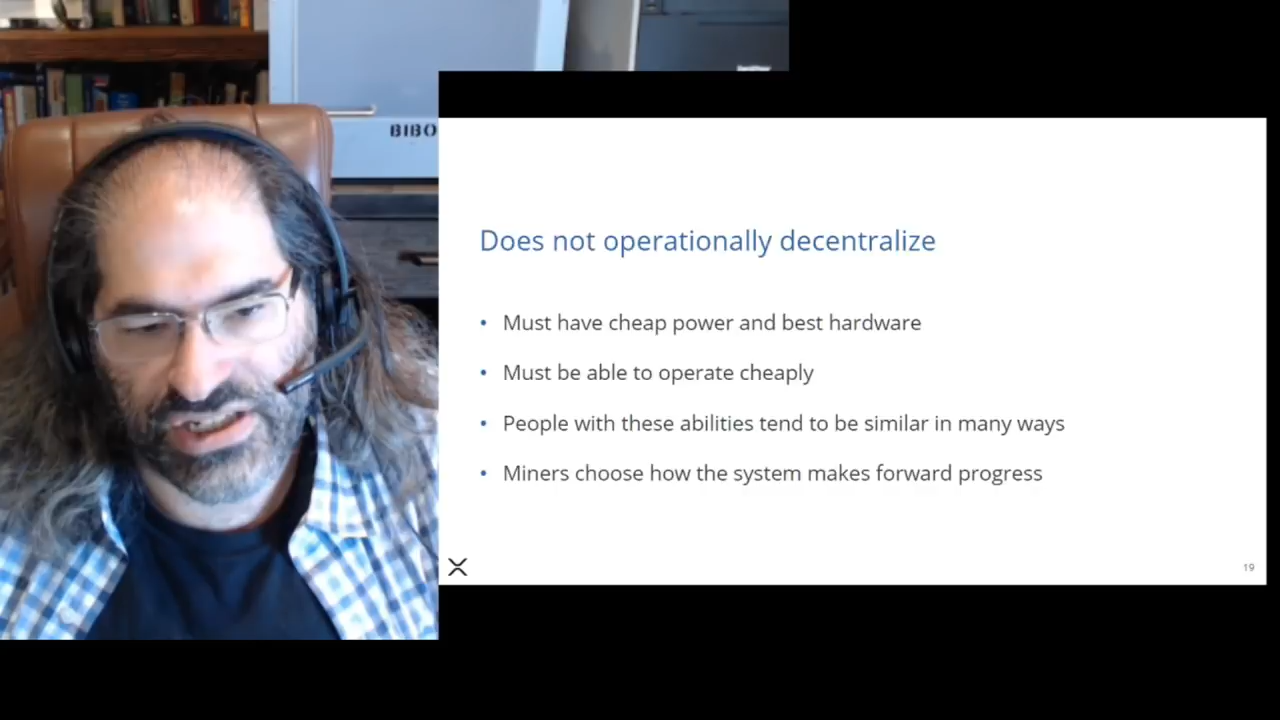 BIBO
Does not operationally decentralize
• Must have cheap power and best hardware
• Must be able to operate cheaply
• People with these abilities tend to be similar in many ways
• Miners choose how the system makes forward progress
19